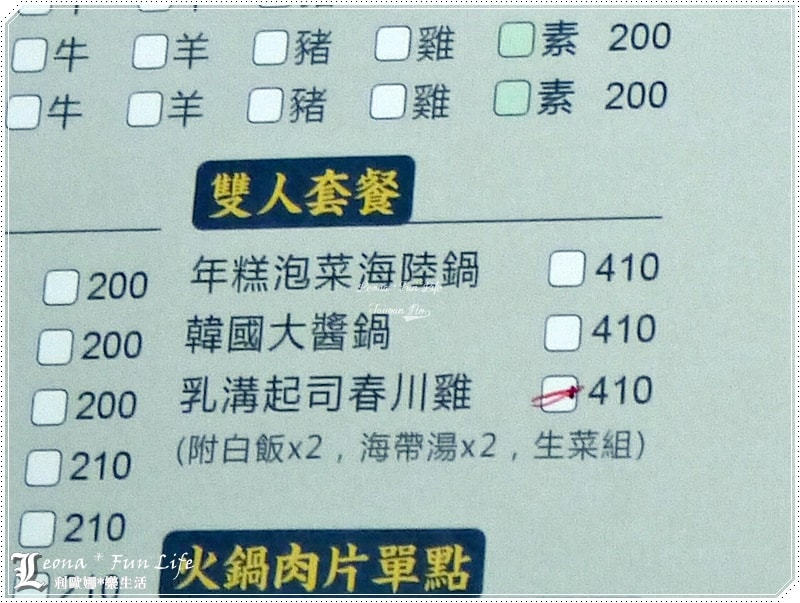 牛 羊 豬 雞 素 200
牛 羊 豬 雞 素 200
雙人套餐
200 年糕泡菜海陸鍋 410
200 韓國大醬鍋 410
200 乳溝起司春川雞 410
210 (附白飯x2，海帶湯x2，生菜組)
210
火鍋肉片單點
Leona * Fun Life
利歐娜*樂生活
Leona * Fun Life